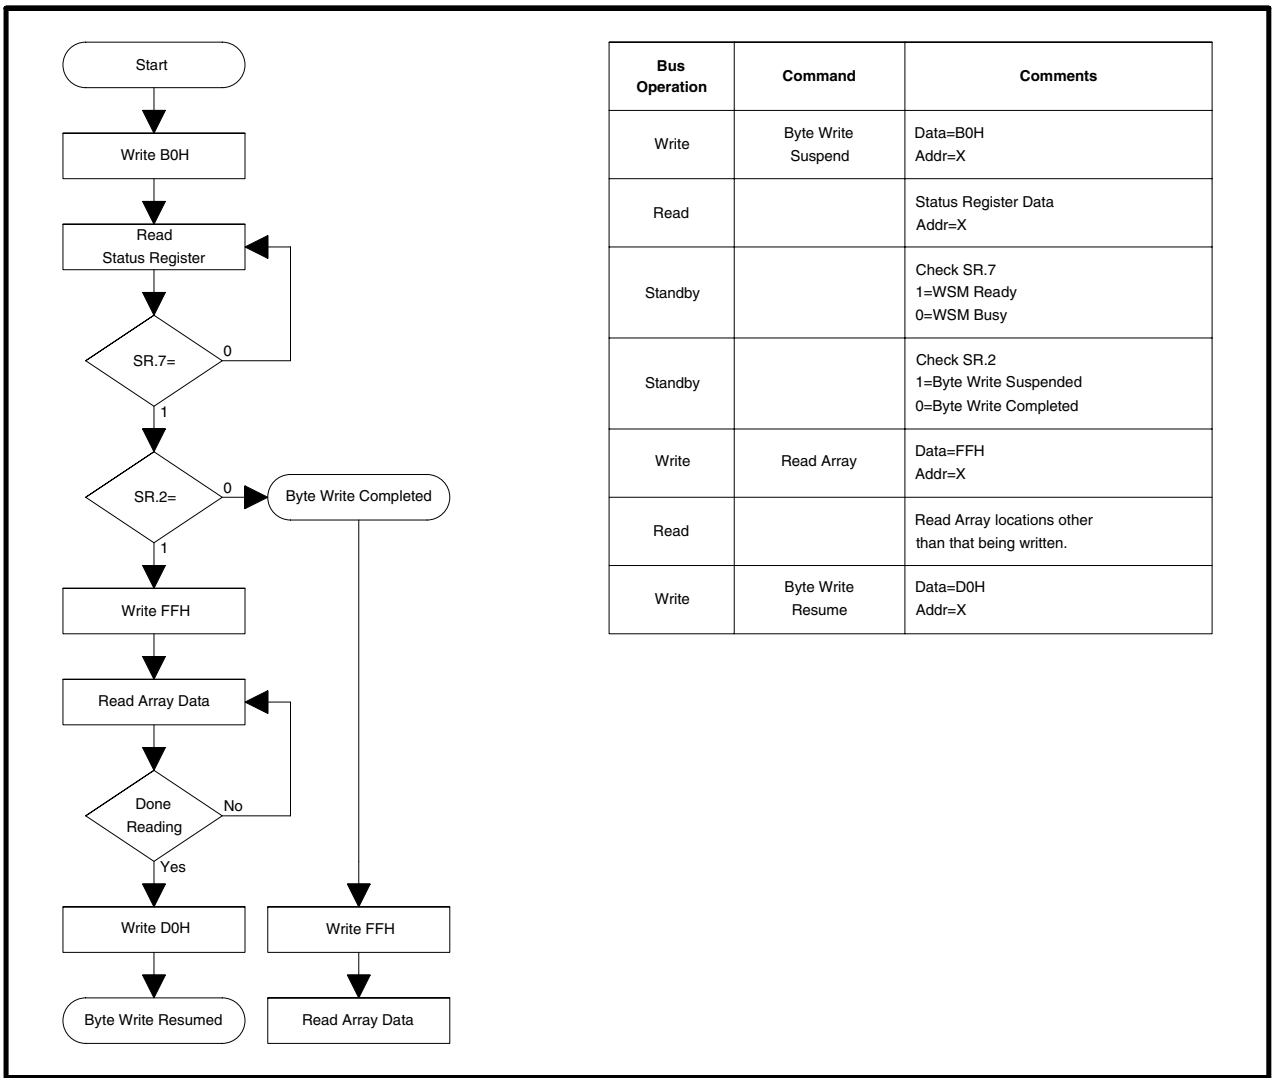 Start
Write B0H
Read
Status Register
SR.7=
0
1
SR.2=
0
Byte Write Completed
1
Write FFH
Read Array Data
Done
Reading
No
Yes
Write D0H
Write FFH
Byte Write Resumed
Read Array Data
Bus
Operation
Command
Comments
Write
Byte Write
Suspend
Data=B0H
Addr=X
Read
Status Register Data
Addr=X
Standby
Check SR.7
1=WSM Ready
0=WSM Busy
Standby
Check SR.2
1=Byte Write Suspended
0=Byte Write Completed
Write
Read Array
Data=FFH
Addr=X
Read
Read Array locations other
than that being written.
Write
Byte Write
Resume
Data=D0H
Addr=X